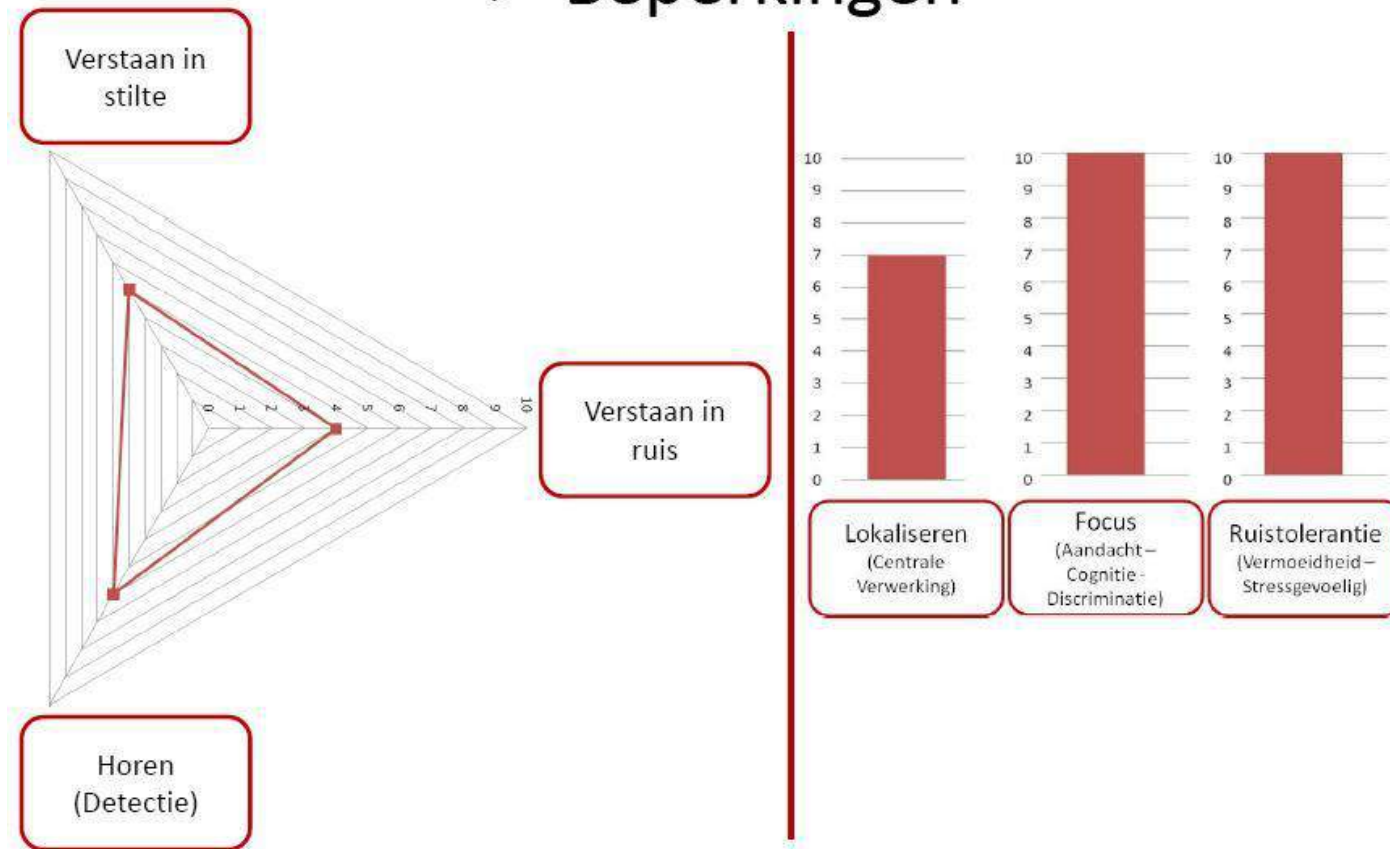 Beperkingen
Verstaan in
stilte
0 1 2 3 4 5 6 7 8 9 10
Verstaan in
ruis
Horen
(Detectie)
10
9
8
7
6
5
4
3
2
1
0
Lokaliseren
(Centrale
Verwerking)
10
9
8
7
6
5
4
3
2
1
0
Focus
(Aandacht –
Cognitie -
Discriminatie)
10
9
8
7
6
5
4
3
2
1
0
Ruistolerantie
(Vermoeidheid –
Stressgevoelig)